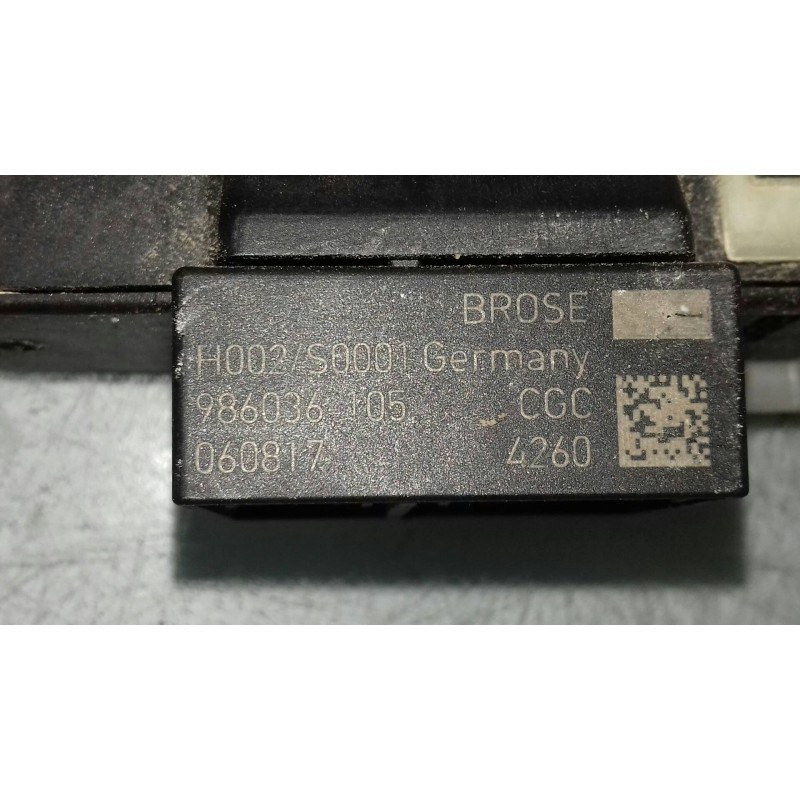 BROSE
H002/S0001 Germany
986036 105 CGC
060817 4260